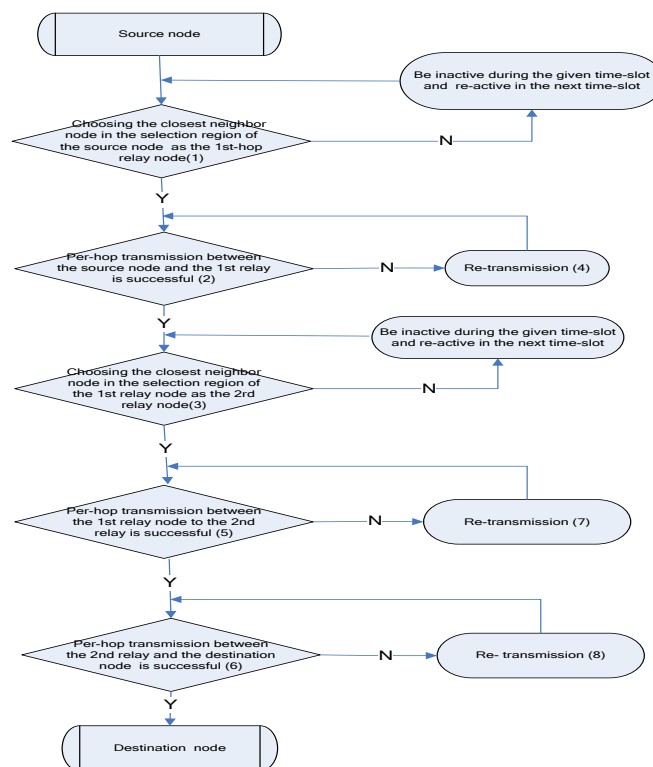 Source node
Be inactive during the given time-slot
and re-active in the next time-slot
Choosing the closest neighbor
node in the selection region of
the source node as the 1st-hop
relay node(1)
N
Y
Per-hop transmission between
the source node and the 1st relay
is successful (2)
N
Re-transmission (4)
Y
Be inactive during the given time-slot
and re-active in the next time-slot
Choosing the closest neighbor
node in the selection region of
the 1st relay node as the 2rd
relay node(3)
N
Y
Per-hop transmission between
the 1st relay node to the 2nd
relay is successful (5)
N
Re-transmission (7)
Y
Per-hop transmission between
the 2nd relay and the destination
node is successful (6)
N
Re- transmission (8)
Y
Destination node